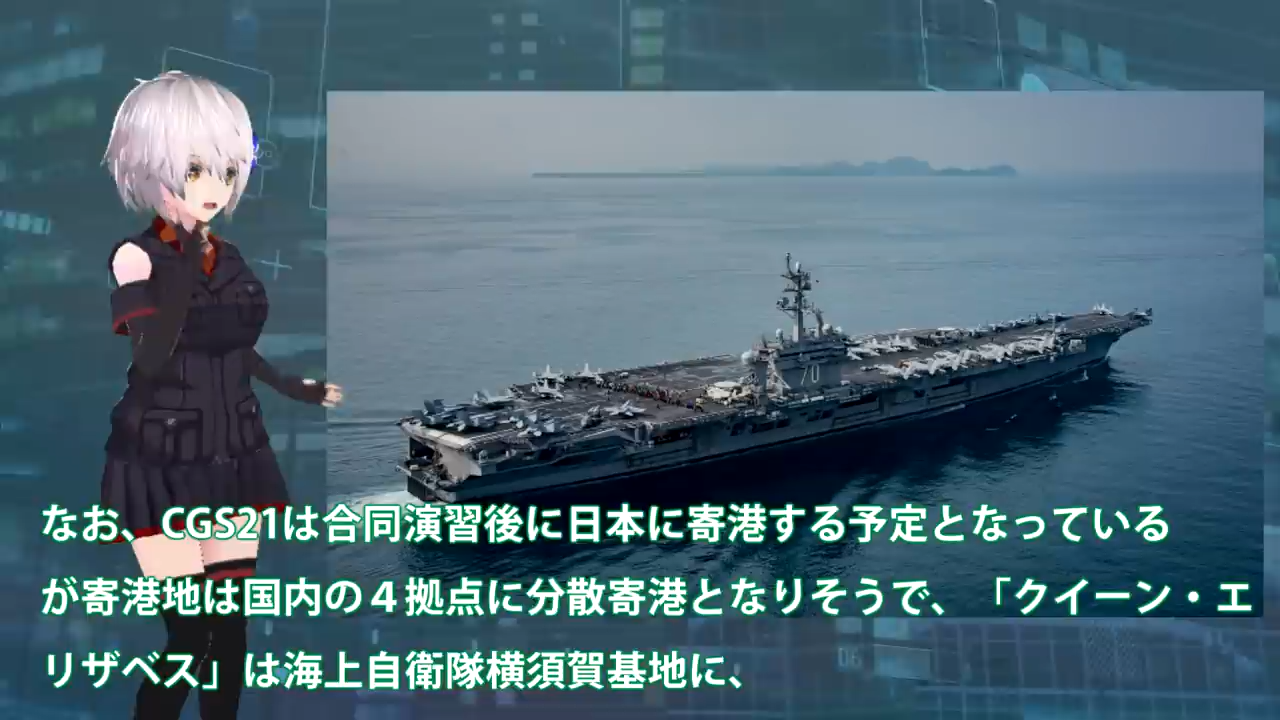 70
なお、CGS21は合同演習後に日本に寄港する予定となっている
が寄港地は国内の４拠点に分散寄港となりそうで、「クイーン・エ
リザベス」は海上自衛隊横須賀基地に、
06